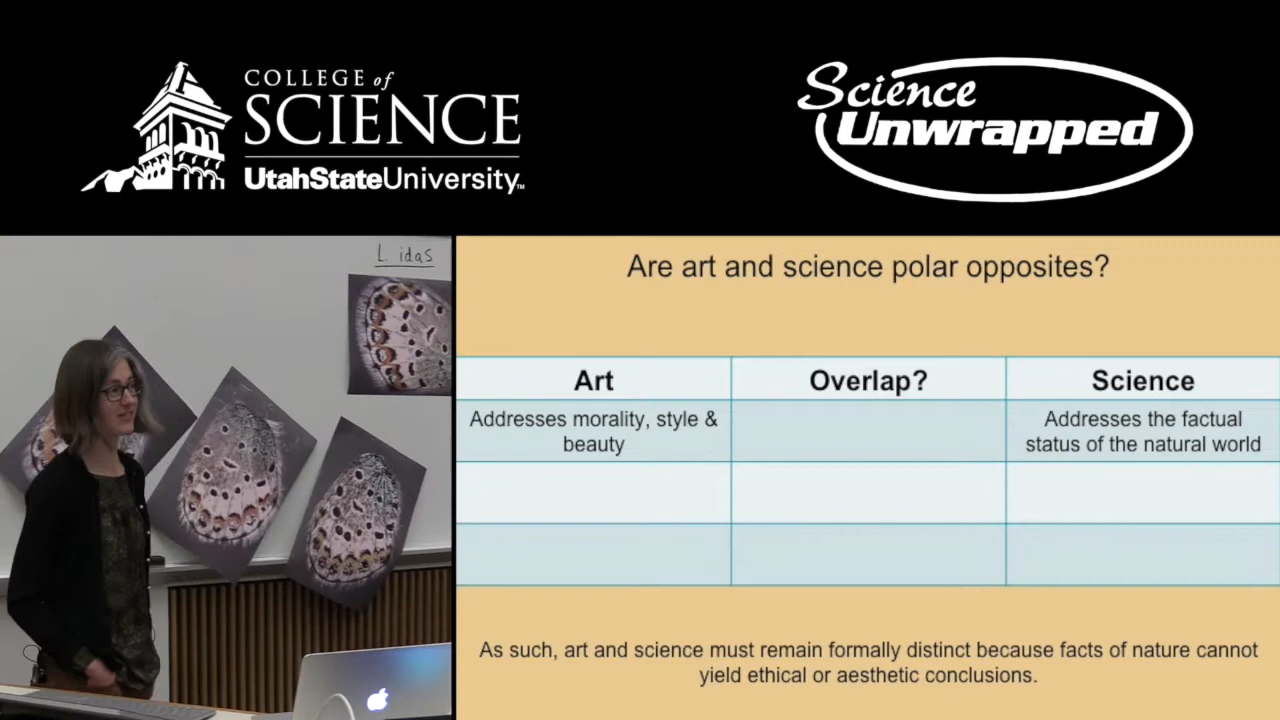 COLLEGE of
SCIENCE
UtahStateUniversity™
Science
Unwrapped
L. idas
Are art and science polar opposites?
Art
Overlap?
Science
Addresses morality, style &
beauty
Addresses the factual
status of the natural world
As such, art and science must remain formally distinct because facts of nature cannot
yield ethical or aesthetic conclusions.